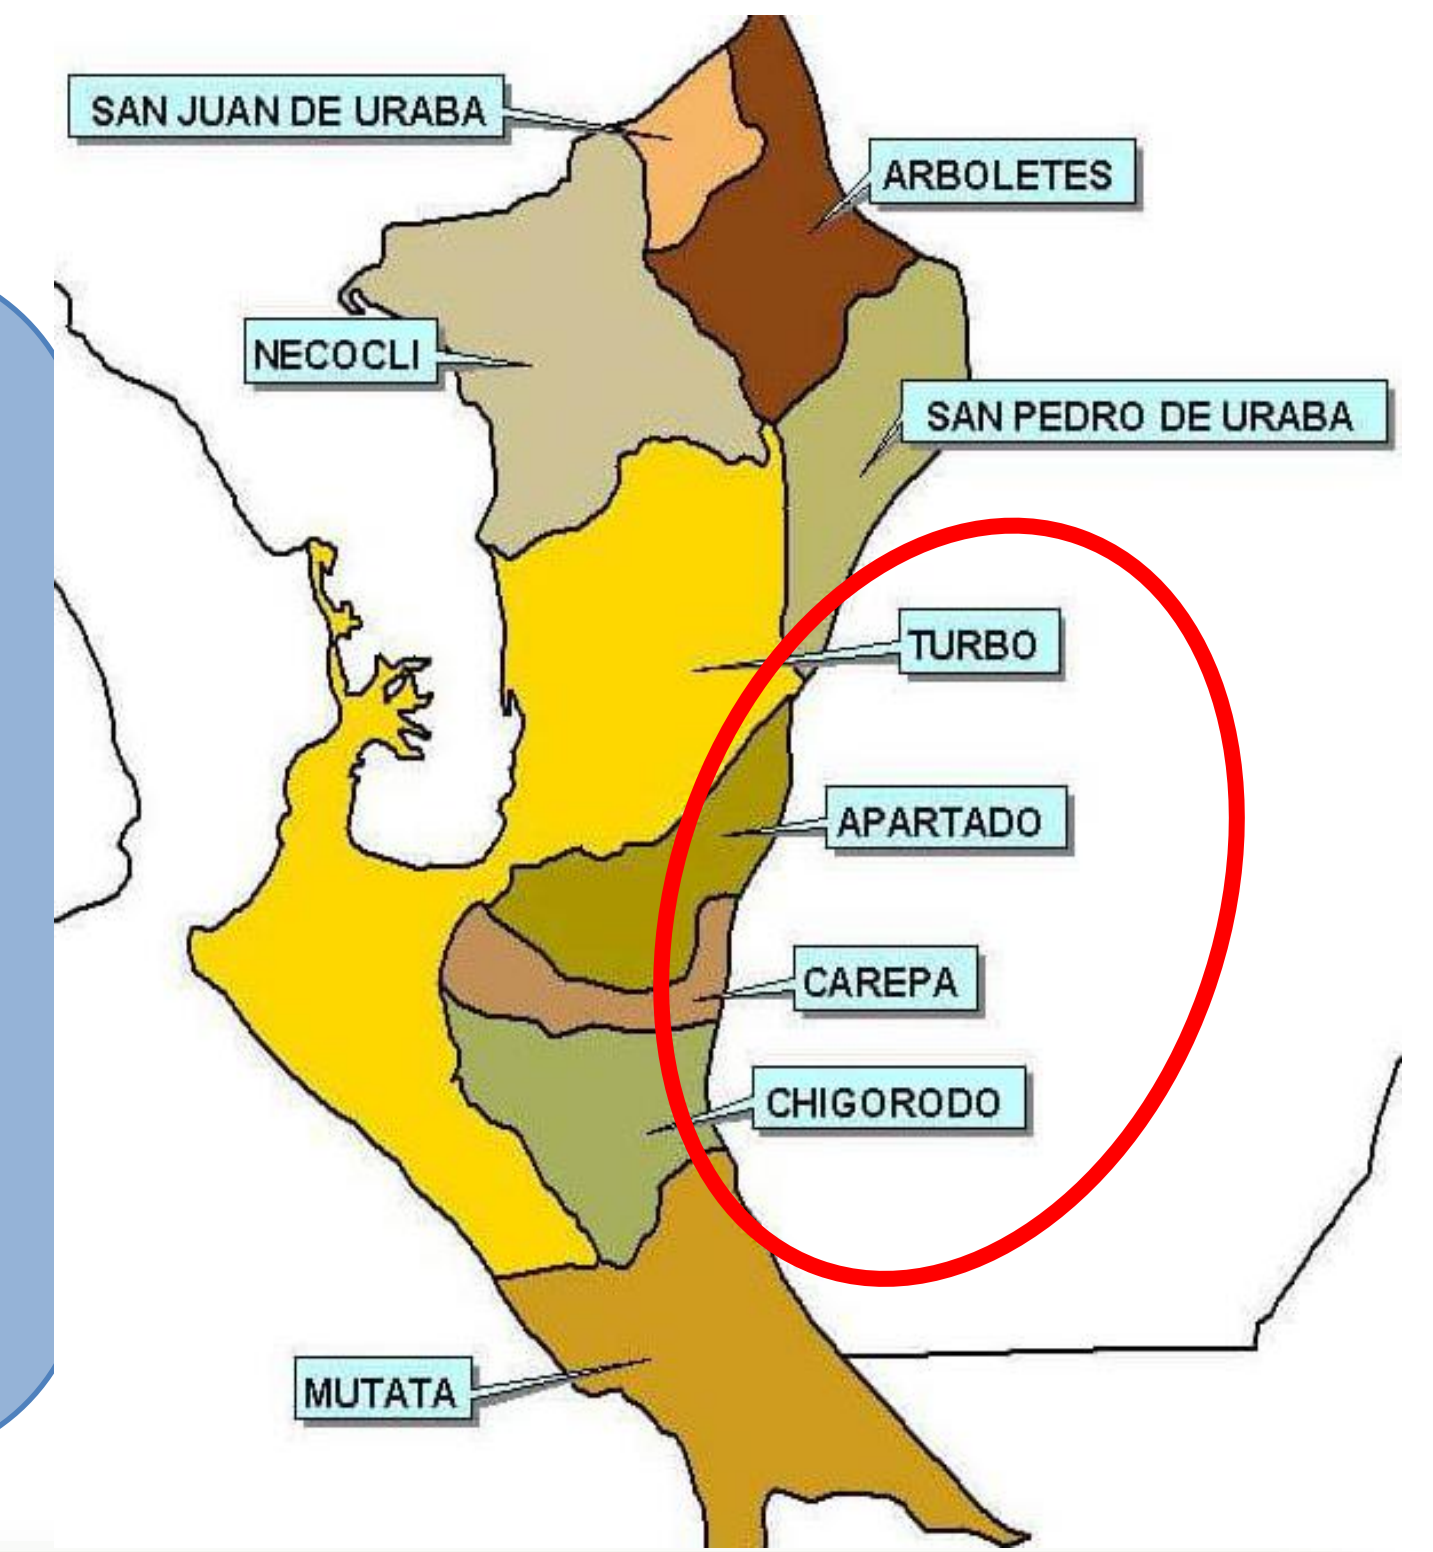 SAN JUAN DE URABA
ARBOLETES
NECOCLI
SAN PEDRO DE URABA
TURBO
APARTADO
CAREPA
CHIGORODO
MUTATA